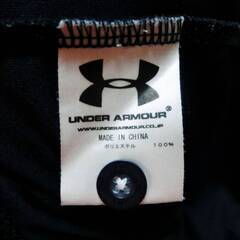 UNDER ARMOUR®
WWW.UNDERARMOUR.CO.JP
MADE IN CHINA
ポリエステル 100%